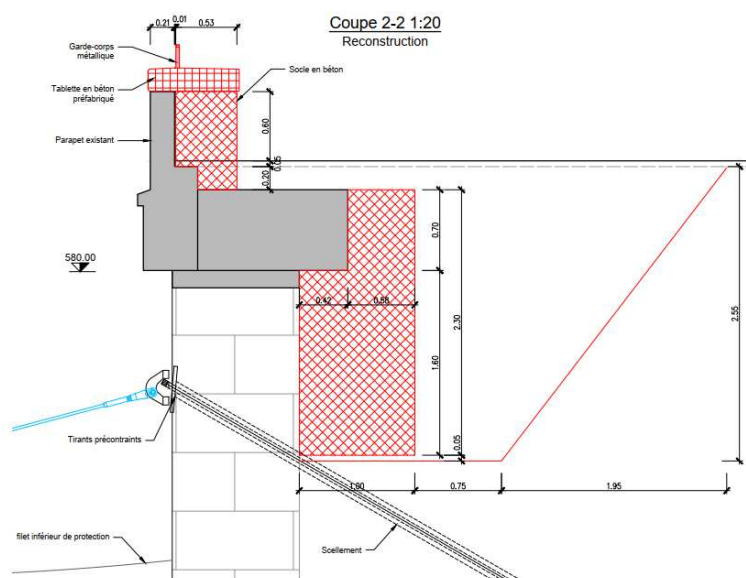 Coupe 2-2 1:20
Reconstruction
0.21
0.01
0.53
Garde-corps
métallique
Tablette en béton
préfabriqué
Socle en béton
Parapet existant
0.60
0.05
0.20
580.00
0.70
0.42
0.58
2.30
2.55
1.60
Tirants précontraints
0.05
1.00
0.75
1.95
filet inférieur de protection
Scellement